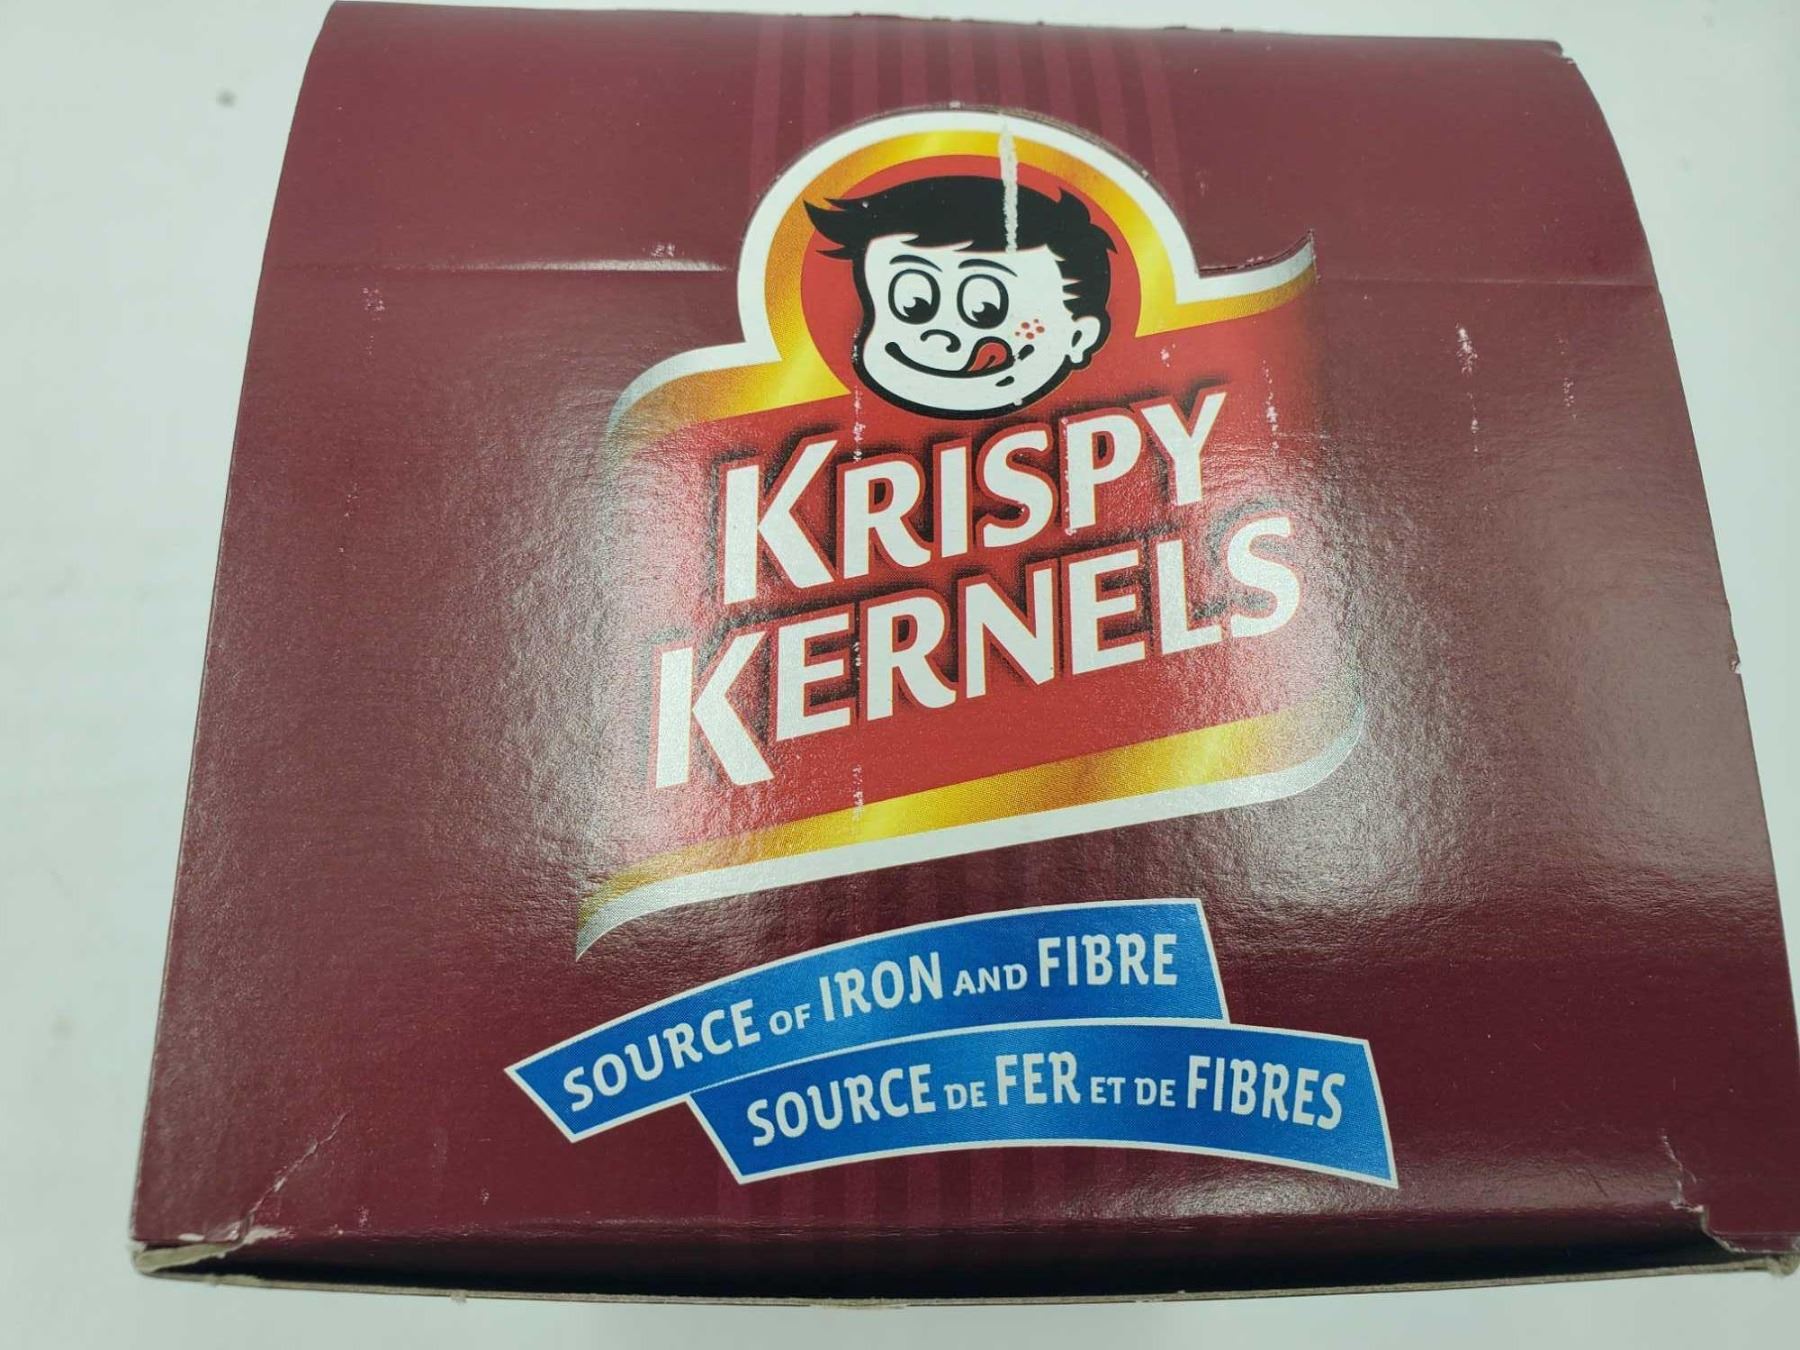 KRISPY
KERNELS
SOURCE OF IRON AND FIBRE
SOURCE DE FER ET DE FIBRES